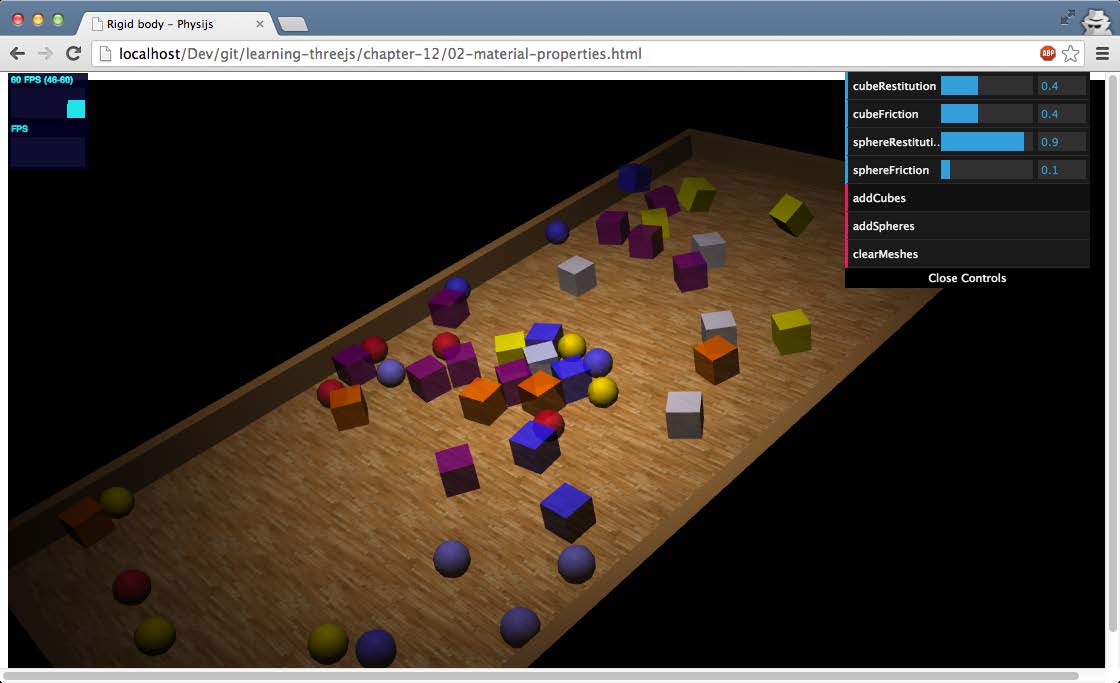 Rigid body - Physijs
localhost/Dev/git/learning-threejs/chapter-12/02-material-properties.html
ABP
60 FPS (46-60)
FPS
cubeRestitution 0.4
cubeFriction 0.4
sphereRestituti.. 0.9
sphereFriction 0.1
addCubes
addSpheres
clearMeshes
Close Controls